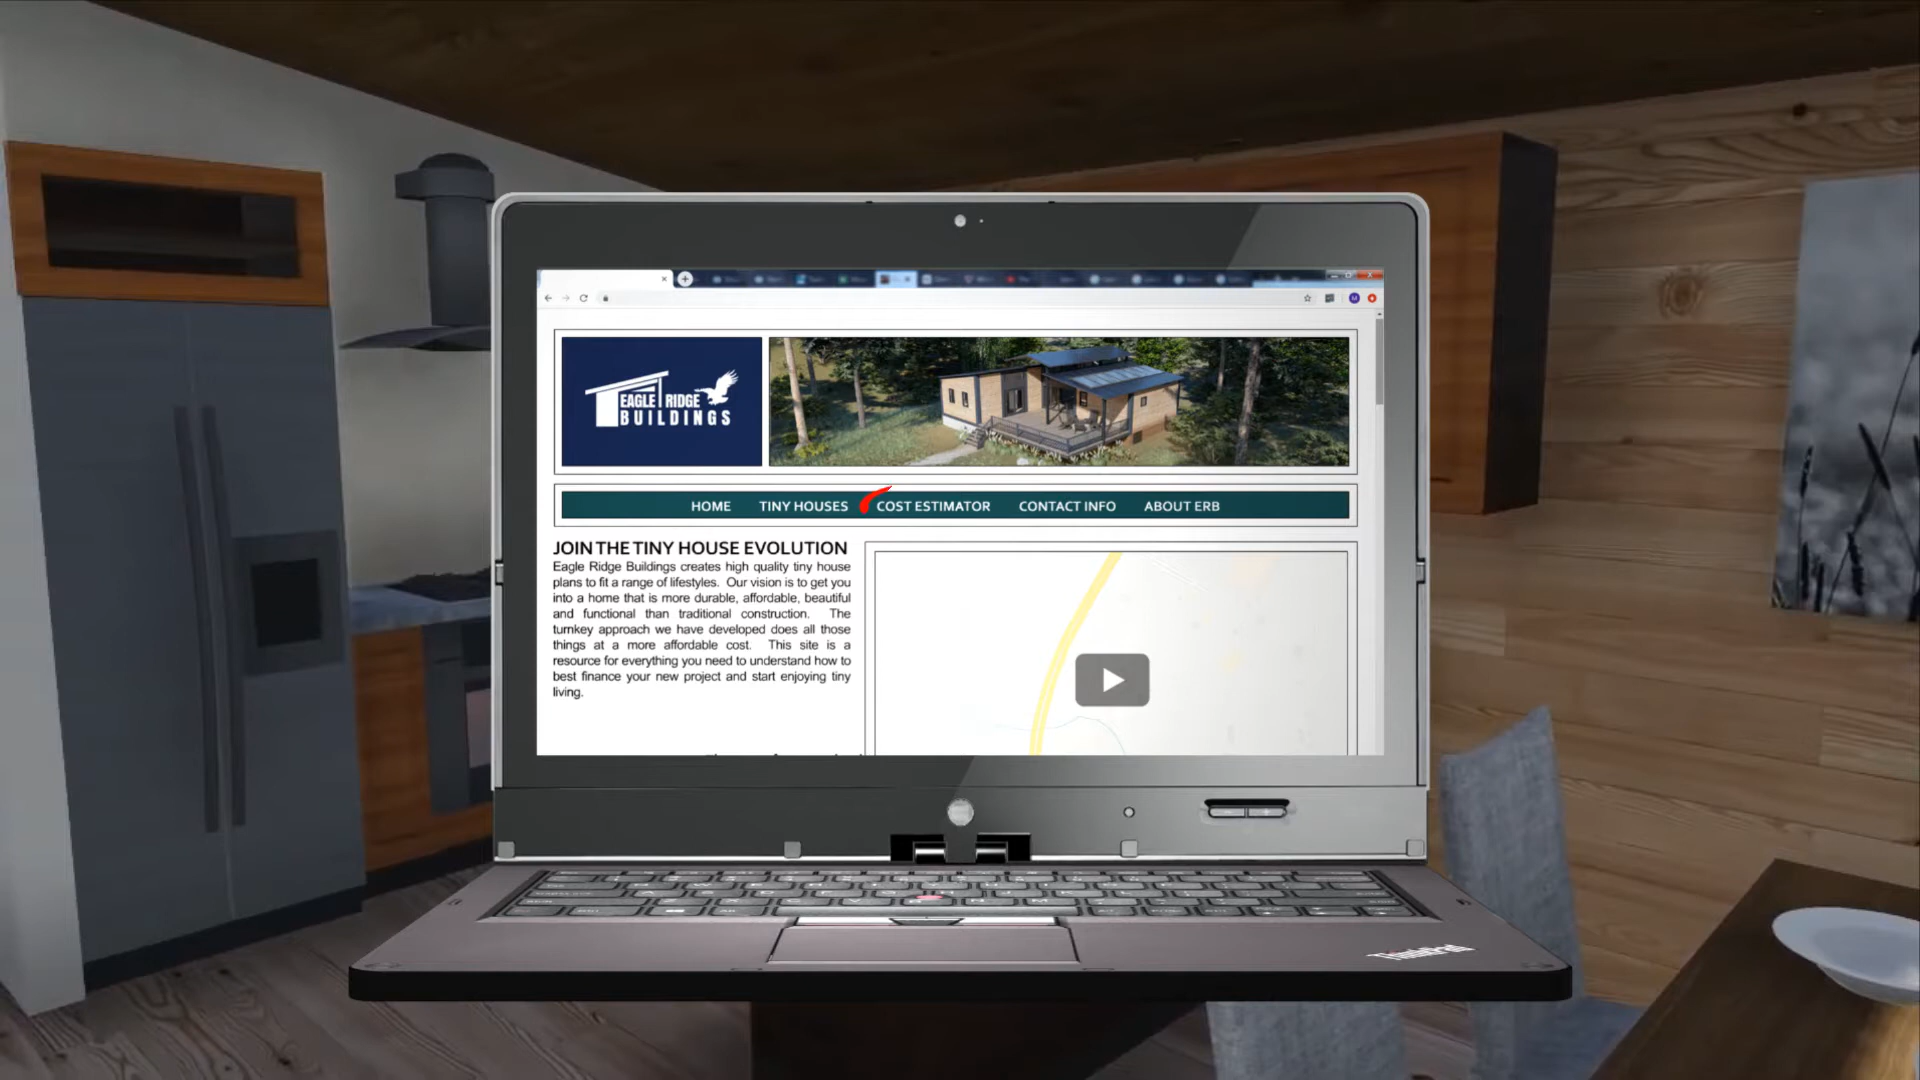 EAGLE RIDGE
BUILDINGS
HOME TINY HOUSES COST ESTIMATOR CONTACT INFO ABOUT ERB
JOIN THE TINY HOUSE EVOLUTION
Eagle Ridge Buildings creates high quality tiny house
plans to fit a range of lifestyles. Our vision is to get you
into a home that is more durable, affordable, beautiful
and functional than traditional construction. The
turnkey approach we have developed does all those
things at a more affordable cost. This site is a
resource for everything you need to understand how to
best finance your new project and start enjoying tiny
living.
ThinkPad